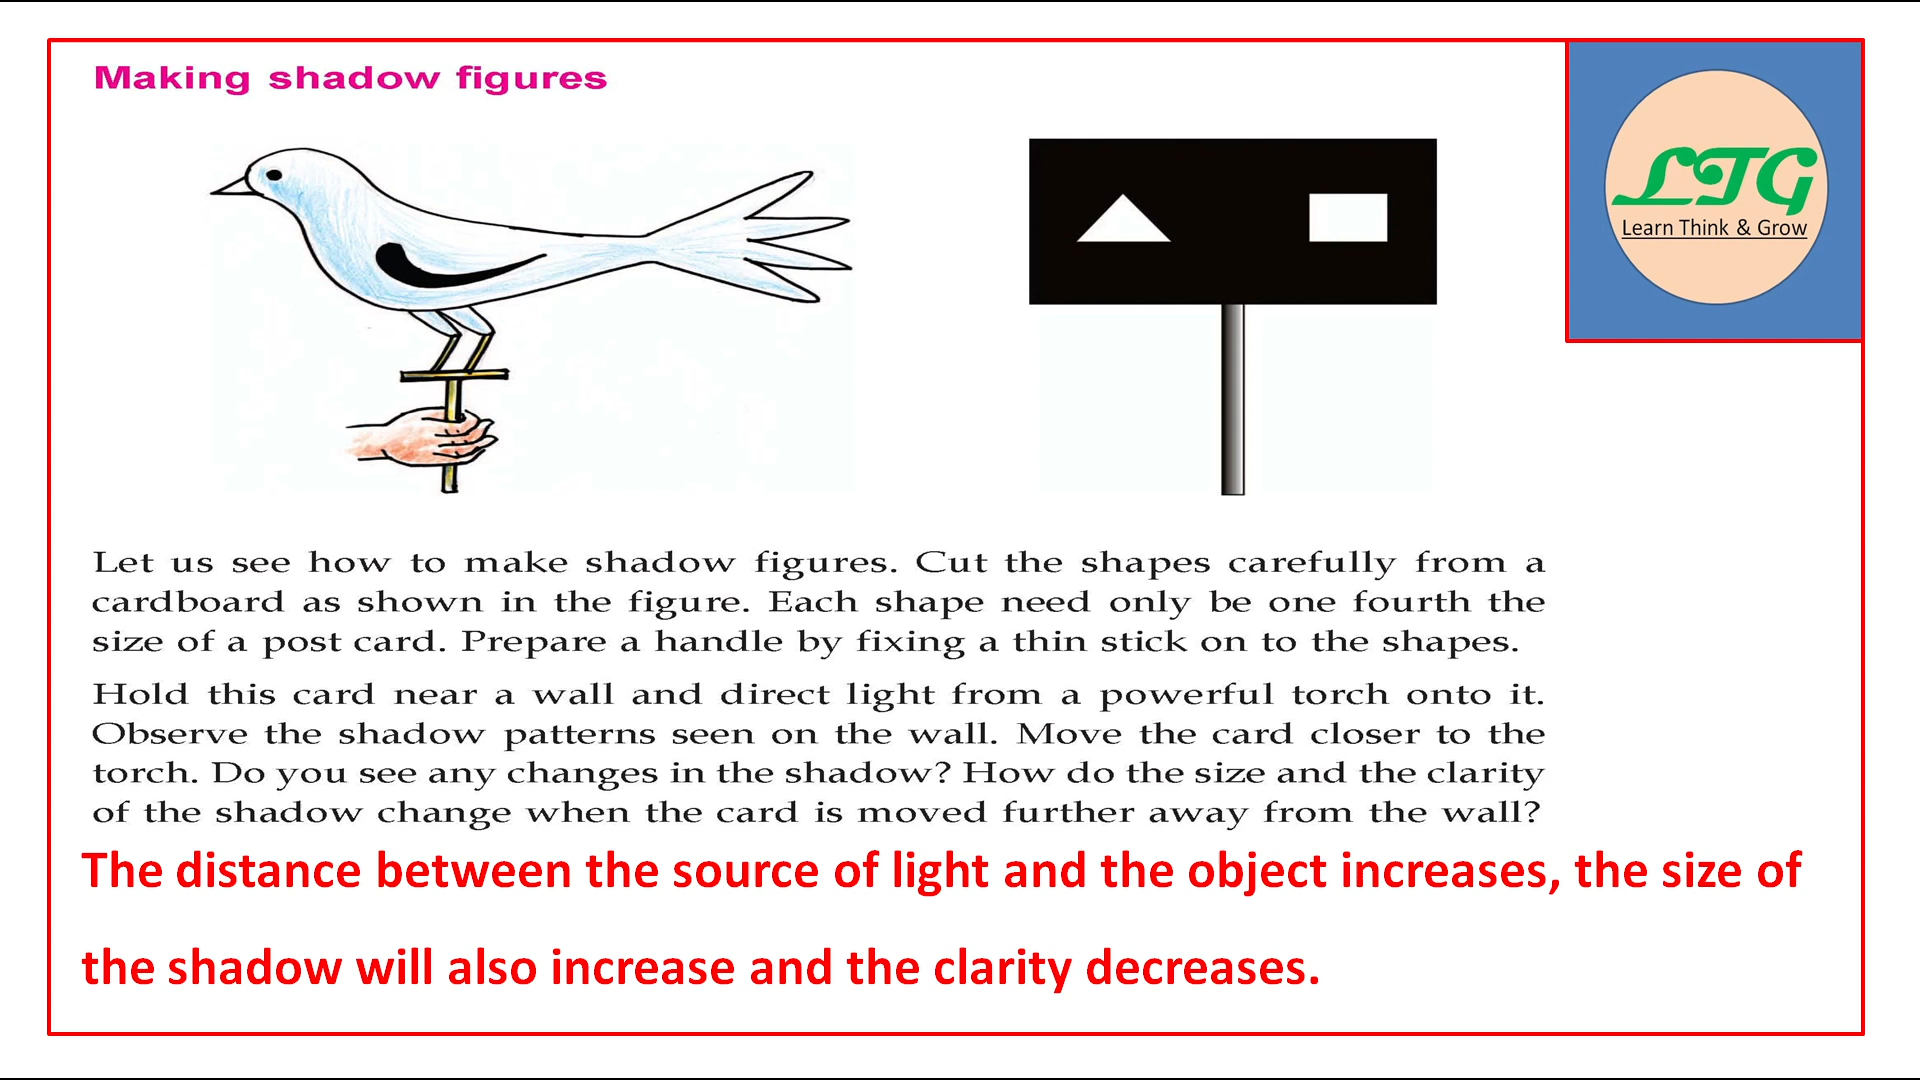 Making shadow figures
LTG
Learn Think & Grow
Let us see how to make shadow figures. Cut the shapes carefully from a
cardboard as shown in the figure. Each shape need only be one fourth the
size of a post card. Prepare a handle by fixing a thin stick on to the shapes.
Hold this card near a wall and direct light from a powerful torch onto it.
Observe the shadow patterns seen on the wall. Move the card closer to the
torch. Do you see any changes in the shadow? How do the size and the clarity
of the shadow change when the card is moved further away from the wall?
The distance between the source of light and the object increases, the size of
the shadow will also increase and the clarity decreases.